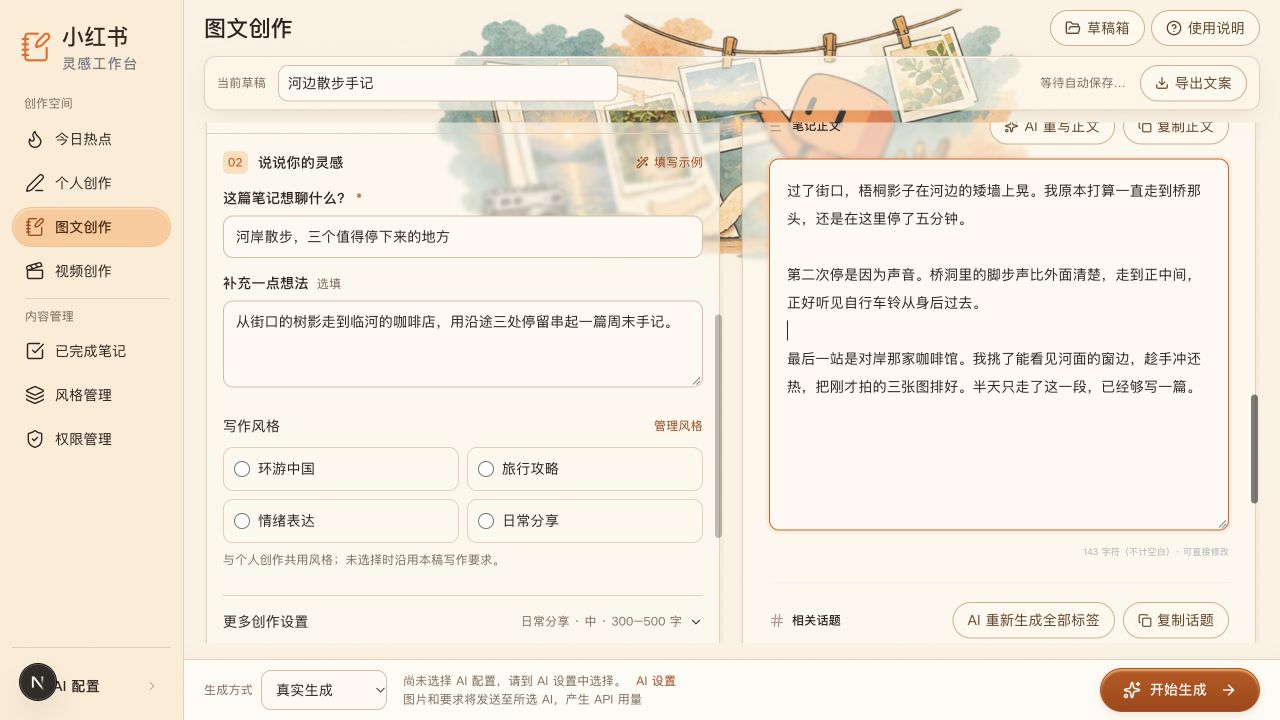 小红书
灵感工作台
创作空间
今日热点
个人创作
图文创作
视频创作
内容管理
已完成笔记
风格管理
权限管理
N
AI 配置
图文创作
草稿箱
使用说明
当前草稿
河边散步手记
等待自动保存...
导出文案
02 说说你的灵感
填写示例
这篇笔记想聊什么? *
河岸散步，三个值得停下来的地方
补充一点想法 选填
从街口的树影走到临河的咖啡店，用沿途三处停留串起一篇周末手记。
写作风格
管理风格
环游中国
旅行攻略
情绪表达
日常分享
与个人创作共用风格；未选择时沿用本稿写作要求。
更多创作设置
日常分享 · 中 · 300—500 字
笔记正文
AI 重写正文
复制正文
过了街口，梧桐影子在河边的矮墙上晃。我原本打算一直走到桥那
头，还是在这里停了五分钟。
第二次停是因为声音。桥洞里的脚步声比外面清楚，走到正中间，
正好听见自行车铃从身后过去。
最后一站是对岸那家咖啡馆。我挑了能看见河面的窗边，趁手冲还
热，把刚才拍的三张图排好。半天只走了这一段，已经够写一篇。
143 字符（不计空白）· 可直接修改
# 相关话题
AI 重新生成全部标签
复制话题
生成方式
真实生成
尚未选择 AI 配置，请到 AI 设置中选择。 AI 设置
图片和要求将发送至所选 AI，产生 API 用量
开始生成